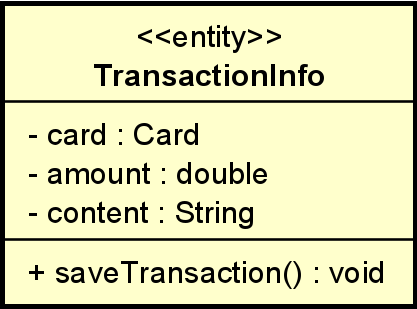 <<entity>>
TransactionInfo
- card : Card
- amount : double
- content : String
+ saveTransaction() : void